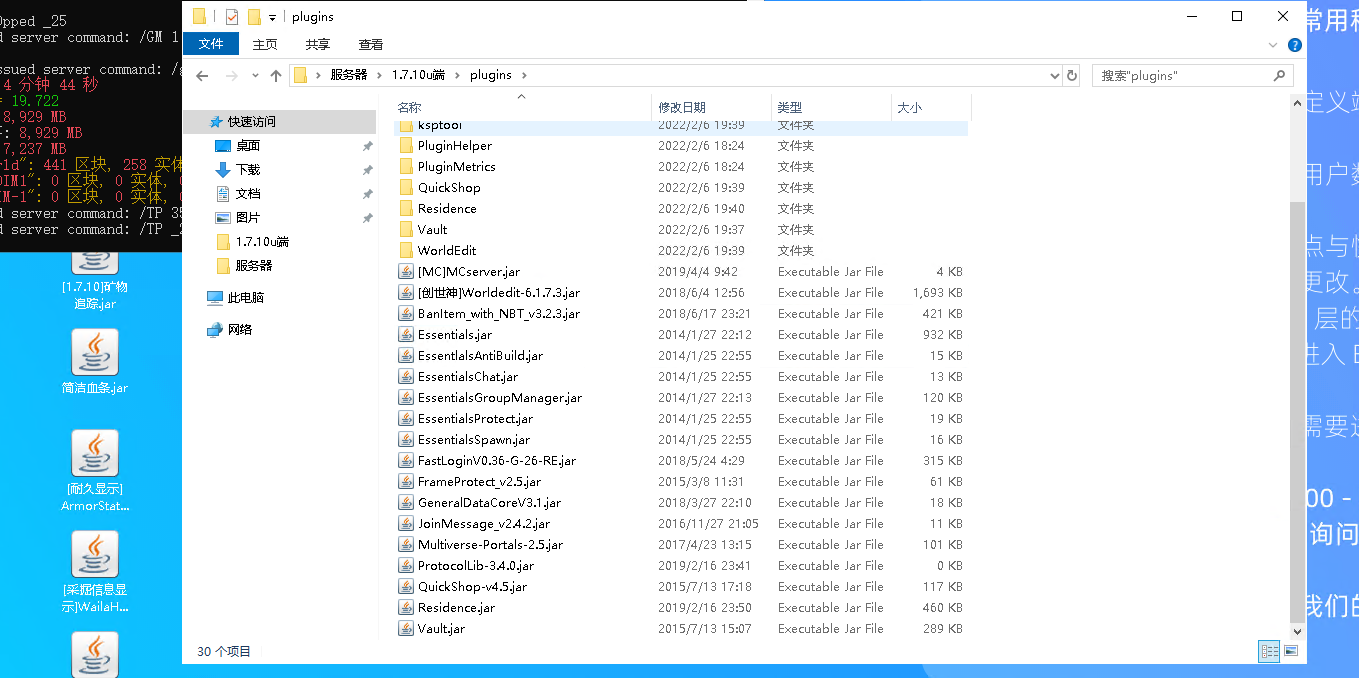 Opped _25
d server command: /GM 1
ssued server command: /g
4 分钟 44 秒
= 19.722
8,929 MB
: 8,929 MB
7,237 MB
rld": 441 区块, 258 实体
DIM1": 0 区块, 0 实体,
IM-1": 0 区块, 0 实体,
d server command: /TP 35
d server command: /TP _2
[1.7.10]矿物
追踪.jar
简洁血条.jar
[耐久显示]
ArmorStat...
[采掘信息显
示]WailaH...
plugins
文件 主页 共享 查看
服务器 1.7.10u端 plugins
搜索"plugins"
快速访问
桌面
下载
文档
图片
1.7.10u端
服务器
此电脑
网络
名称 修改日期 类型 大小
ksptool 2022/2/6 19:39 文件夹
PluginHelper 2022/2/6 18:24 文件夹
PluginMetrics 2022/2/6 18:24 文件夹
QuickShop 2022/2/6 19:39 文件夹
Residence 2022/2/6 19:40 文件夹
Vault 2022/2/6 19:37 文件夹
WorldEdit 2022/2/6 19:39 文件夹
[MC]MCserver.jar 2019/4/4 9:42 Executable Jar File 4 KB
[创世神]Worldedit-6.1.7.3.jar 2018/6/4 12:56 Executable Jar File 1,693 KB
BanItem_with_NBT_v3.2.3.jar 2018/6/17 23:21 Executable Jar File 421 KB
Essentials.jar 2014/1/27 22:12 Executable Jar File 932 KB
EssentialsAntiBuild.jar 2014/1/25 22:55 Executable Jar File 15 KB
EssentialsChat.jar 2014/1/25 22:55 Executable Jar File 13 KB
EssentialsGroupManager.jar 2014/1/27 22:13 Executable Jar File 120 KB
EssentialsProtect.jar 2014/1/25 22:55 Executable Jar File 19 KB
EssentialsSpawn.jar 2014/1/25 22:55 Executable Jar File 16 KB
FastLoginV0.36-G-26-RE.jar 2018/5/24 4:29 Executable Jar File 315 KB
FrameProtect_v2.5.jar 2015/3/8 11:31 Executable Jar File 61 KB
GeneralDataCoreV3.1.jar 2018/3/27 22:10 Executable Jar File 18 KB
JoinMessage_v2.4.2.jar 2016/11/27 21:05 Executable Jar File 11 KB
Multiverse-Portals-2.5.jar 2017/4/23 13:15 Executable Jar File 101 KB
ProtocolLib-3.4.0.jar 2019/2/16 23:41 Executable Jar File 0 KB
QuickShop-v4.5.jar 2015/7/13 17:18 Executable Jar File 117 KB
Residence.jar 2019/2/16 23:50 Executable Jar File 460 KB
Vault.jar 2015/7/13 15:07 Executable Jar File 289 KB
30 个项目
常用程
定义站
用户数
点与
更改。
层的
进入
需要
00 -
询问
我们的